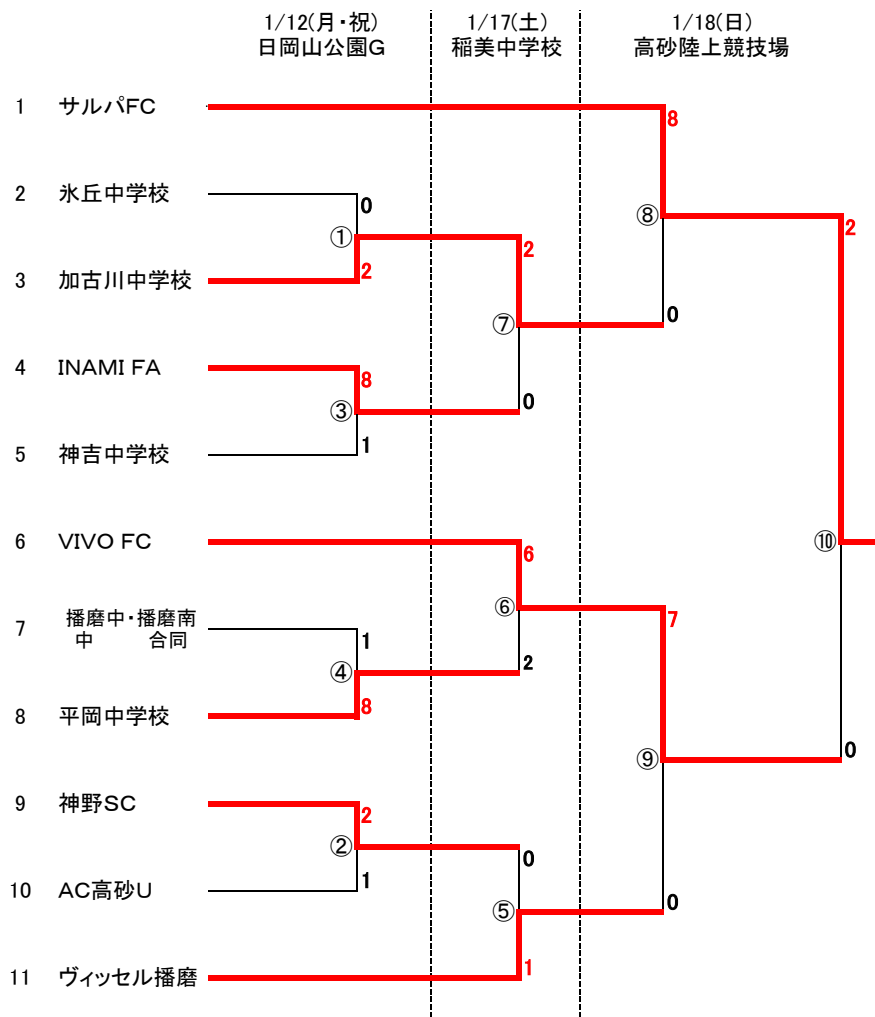 1/12(月・祝) 1/17(土) 1/18(日)
日岡山公園G 稲美中学校 高砂陸上競技場
1 サルパFC
8
2 氷丘中学校
0
⑧
2
①
2
3 加古川中学校
2
⑦
0
4 INAMI FA
8
③
0
5 神吉中学校
1
6 VIVO FC
6
⑩
⑥
7
7 播磨中・播磨南
中 合同
1
④
2
8 平岡中学校
8
⑨
0
9 神野SC
2
②
0
10 AC高砂U
1
⑤
0
11 ヴィッセル播磨
1